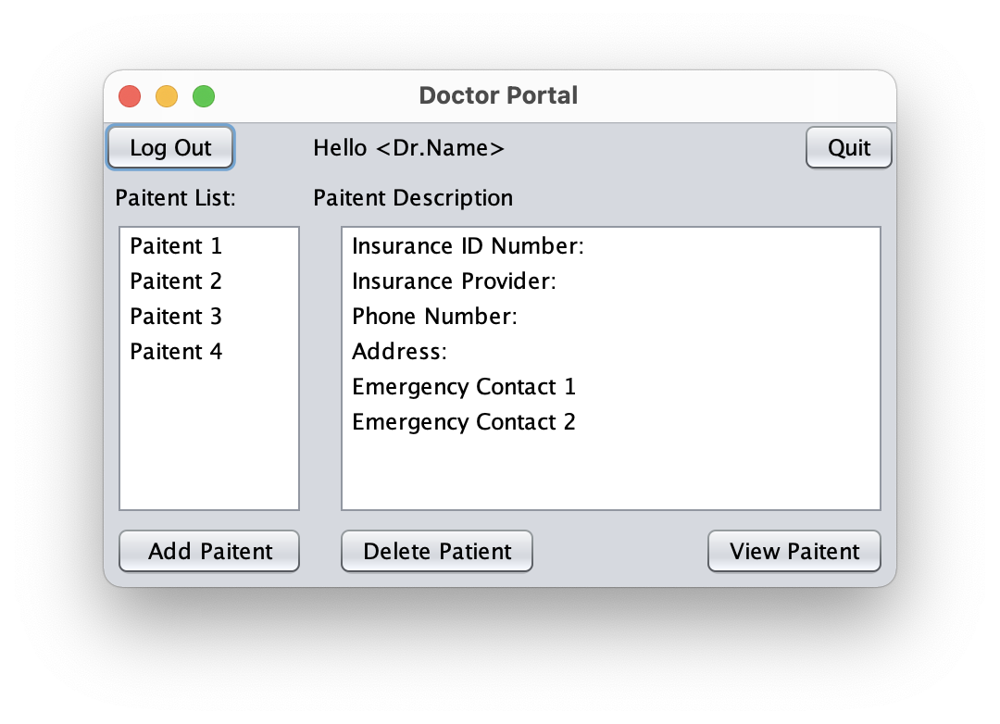 Doctor Portal
Log Out
Hello <Dr.Name>
Quit
Paitent List:
Paitent Description
Paitent 1
Paitent 2
Paitent 3
Paitent 4
Insurance ID Number:
Insurance Provider:
Phone Number:
Address:
Emergency Contact 1
Emergency Contact 2
Add Paitent
Delete Patient
View Paitent